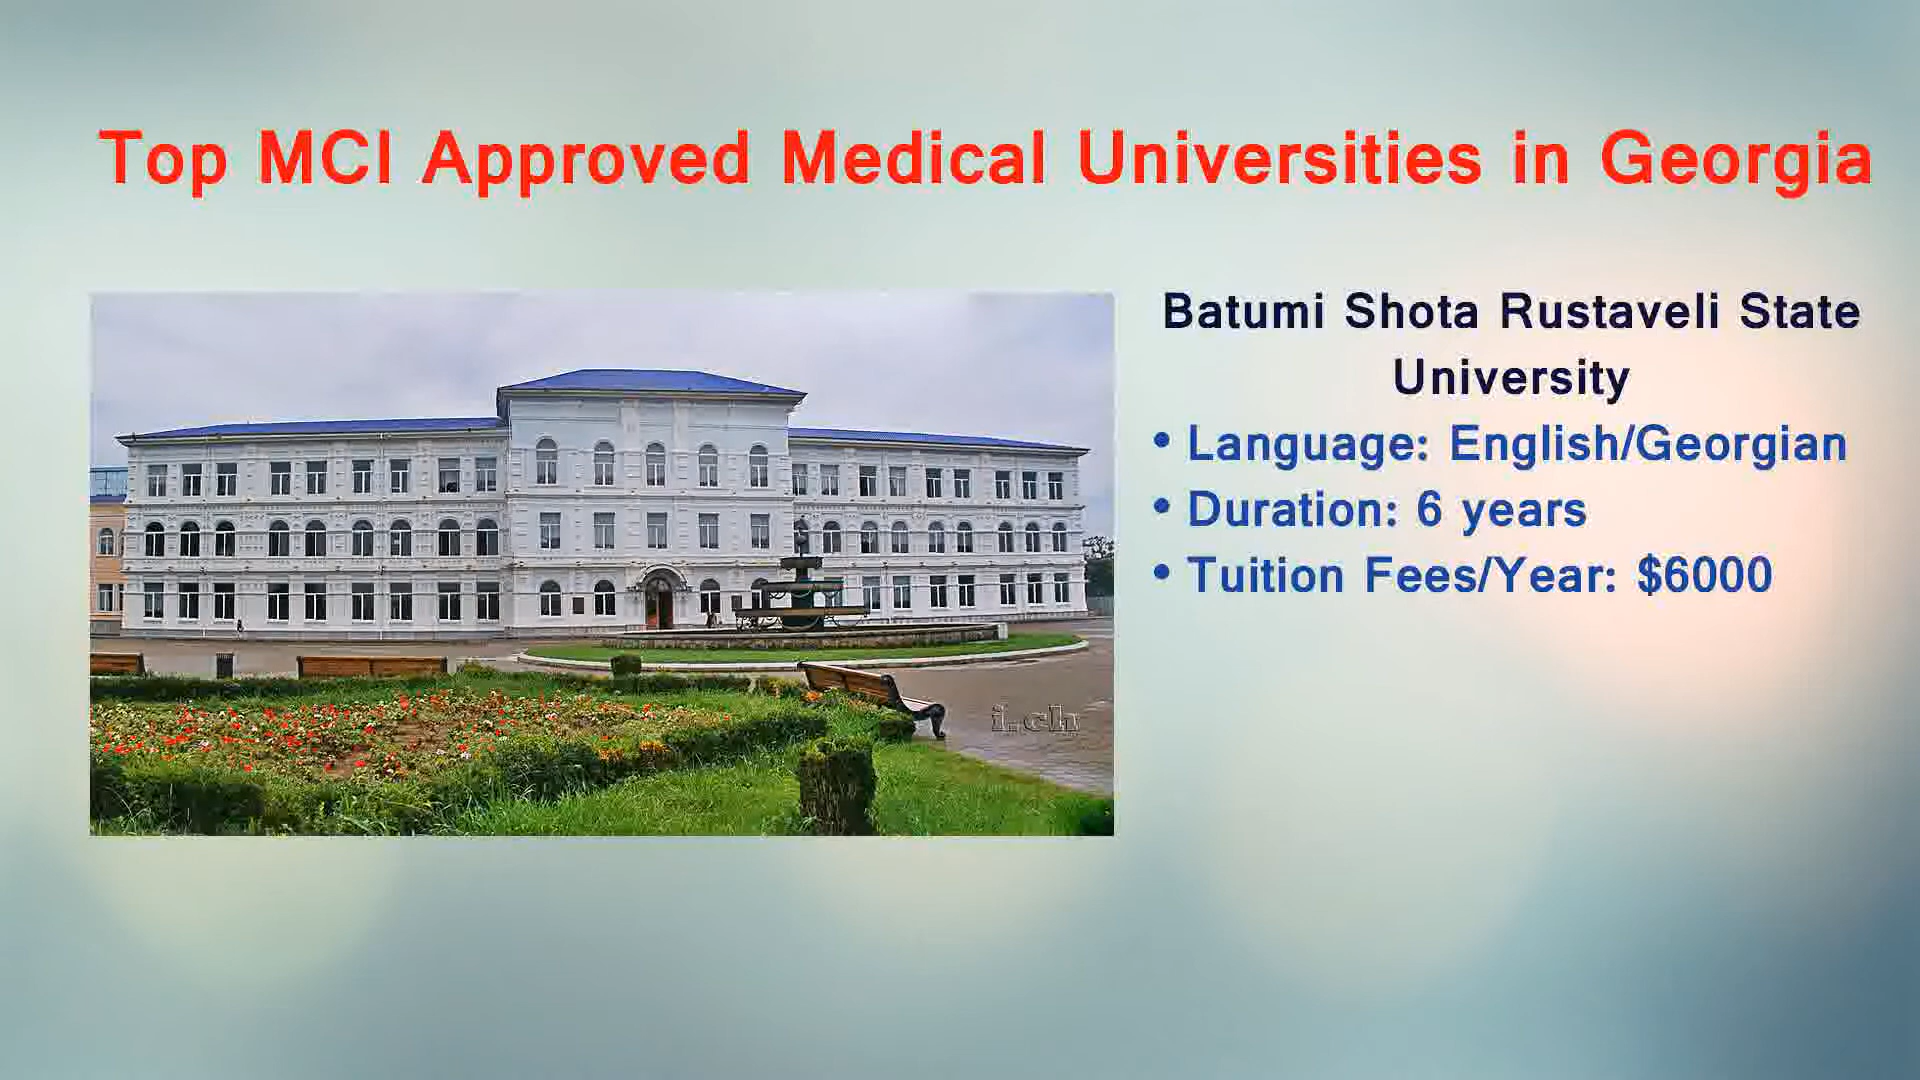 Top MCI Approved Medical Universities in Georgia
Batumi Shota Rustaveli State
University
• Language: English/Georgian
• Duration: 6 years
• Tuition Fees/Year: $6000
i.ch